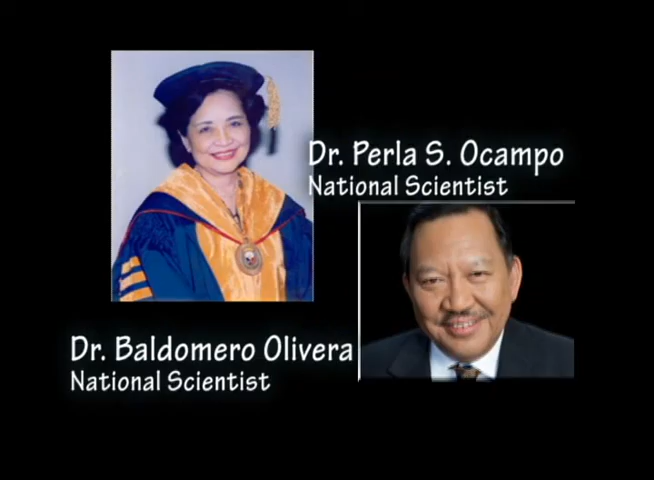 Dr. Perla S. Ocampo
National Scientist
Dr. Baldomero Olivera
National Scientist